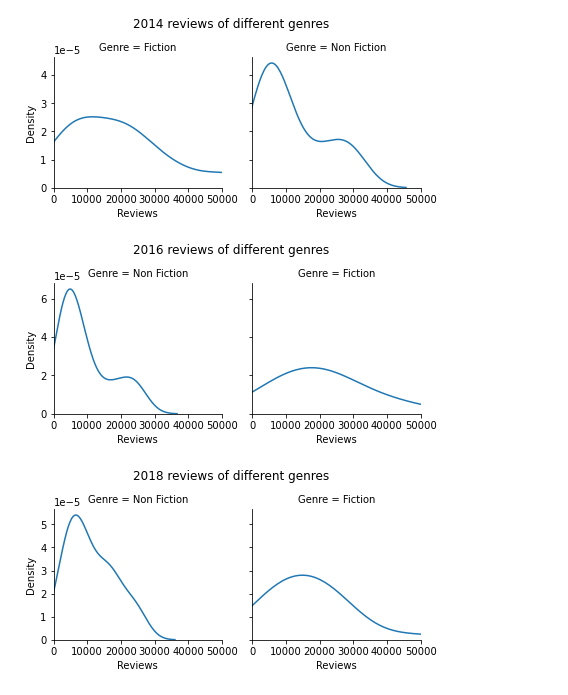 2014 reviews of different genres
1e−5 Genre = Fiction Genre = Non Fiction
4
3
2
1
0
Density
0 10000 20000 30000 40000 50000 0 10000 20000 30000 40000 50000
Reviews Reviews
2016 reviews of different genres
1e−5 Genre = Non Fiction Genre = Fiction
6
4
2
0
Density
0 10000 20000 30000 40000 50000 0 10000 20000 30000 40000 50000
Reviews Reviews
2018 reviews of different genres
1e−5 Genre = Non Fiction Genre = Fiction
5
4
3
2
1
0
Density
0 10000 20000 30000 40000 50000 0 10000 20000 30000 40000 50000
Reviews Reviews